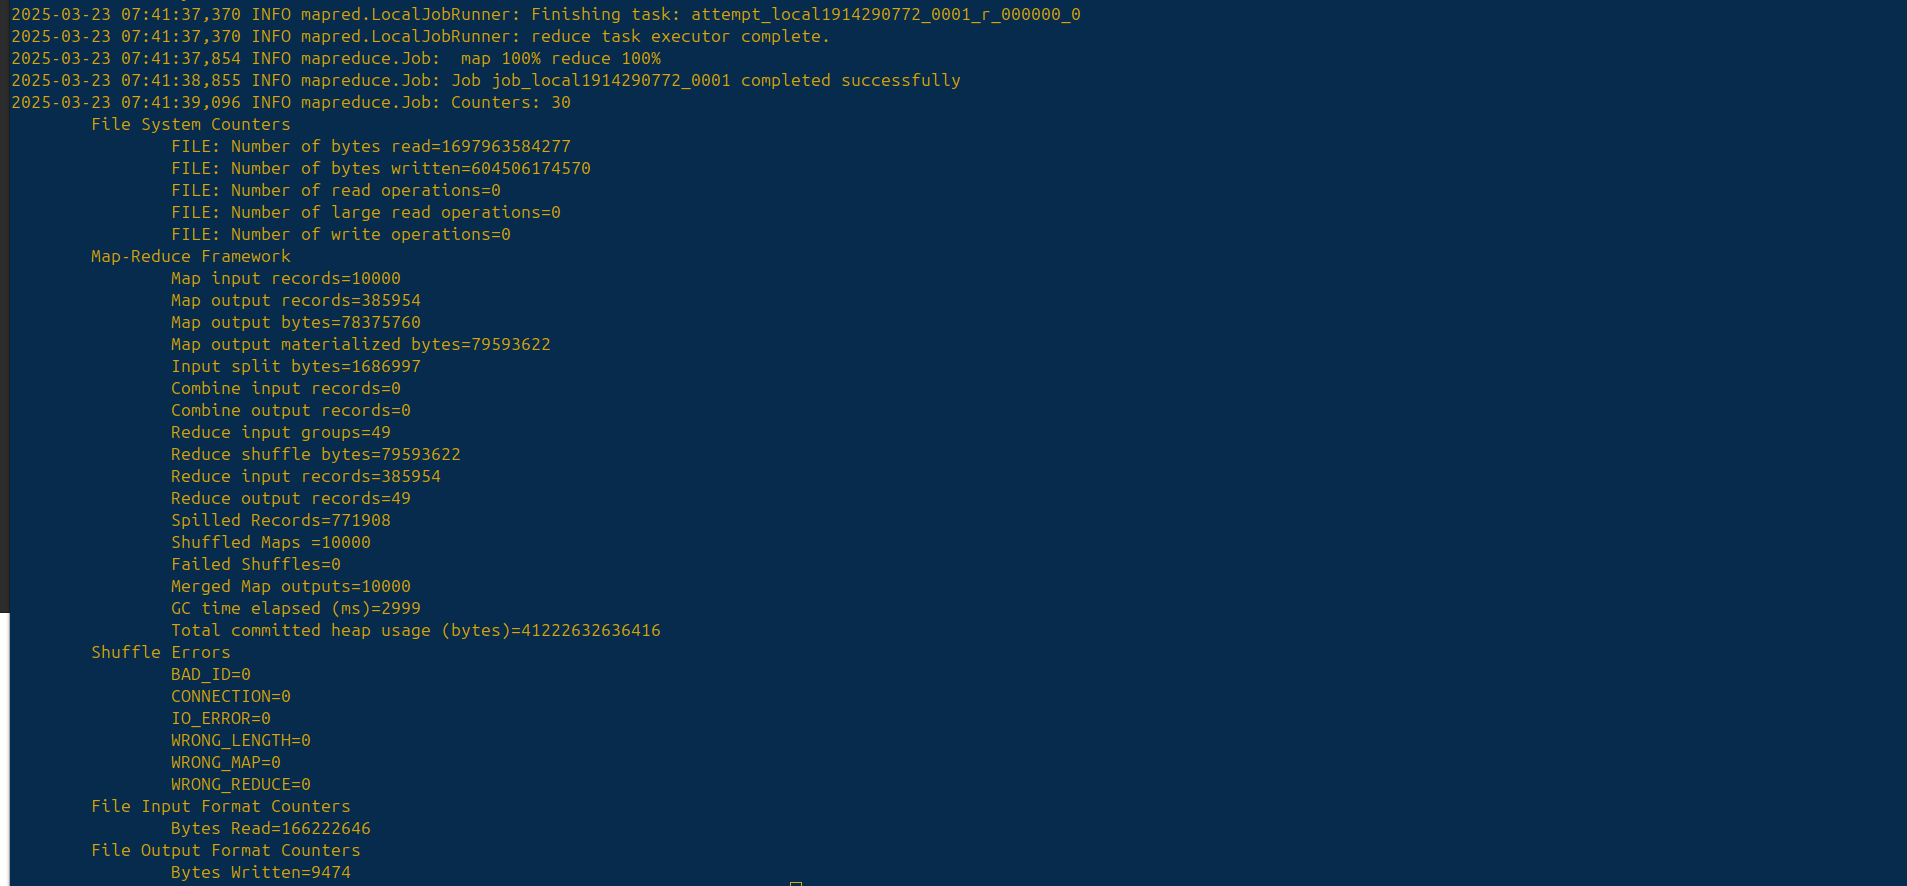 2025-03-23 07:41:37,370 INFO mapred.LocalJobRunner: Finishing task: attempt_local1914290772_0001_r_000000_0
2025-03-23 07:41:37,370 INFO mapred.LocalJobRunner: reduce task executor complete.
2025-03-23 07:41:37,854 INFO mapreduce.Job:  map 100% reduce 100%
2025-03-23 07:41:38,855 INFO mapreduce.Job: Job job_local1914290772_0001 completed successfully
2025-03-23 07:41:39,096 INFO mapreduce.Job: Counters: 30
File System Counters
FILE: Number of bytes read=1697963584277
FILE: Number of bytes written=604506174570
FILE: Number of read operations=0
FILE: Number of large read operations=0
FILE: Number of write operations=0
Map-Reduce Framework
Map input records=10000
Map output records=385954
Map output bytes=78375760
Map output materialized bytes=79593622
Input split bytes=1686997
Combine input records=0
Combine output records=0
Reduce input groups=49
Reduce shuffle bytes=79593622
Reduce input records=385954
Reduce output records=49
Spilled Records=771908
Shuffled Maps =10000
Failed Shuffles=0
Merged Map outputs=10000
GC time elapsed (ms)=2999
Total committed heap usage (bytes)=41222632636416
Shuffle Errors
BAD_ID=0
CONNECTION=0
IO_ERROR=0
WRONG_LENGTH=0
WRONG_MAP=0
WRONG_REDUCE=0
File Input Format Counters
Bytes Read=166222646
File Output Format Counters
Bytes Written=9474